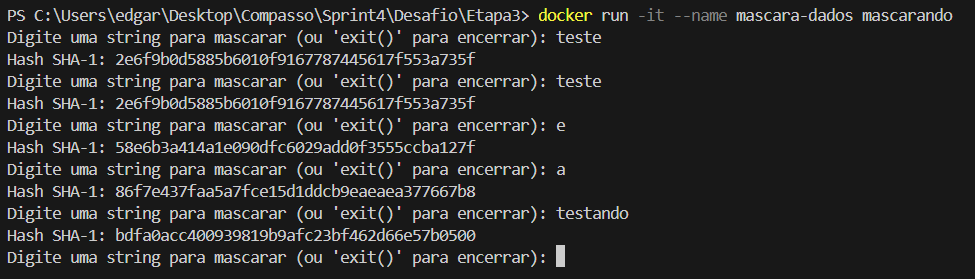 PS C:\Users\edgar\Desktop\Compasso\Sprint4\Desafio\Etapa3> docker run -it --name mascara-dados mascarando
Digite uma string para mascarar (ou 'exit()' para encerrar): teste
Hash SHA-1: 2e6f9b0d5885b6010f9167787445617f553a735f
Digite uma string para mascarar (ou 'exit()' para encerrar): teste
Hash SHA-1: 2e6f9b0d5885b6010f9167787445617f553a735f
Digite uma string para mascarar (ou 'exit()' para encerrar): e
Hash SHA-1: 58e6b3a414a1e090dfc6029add0f3555ccba127f
Digite uma string para mascarar (ou 'exit()' para encerrar): a
Hash SHA-1: 86f7e437faa5a7fce15d1ddcb9eaeaea377667b8
Digite uma string para mascarar (ou 'exit()' para encerrar): testando
Hash SHA-1: bdfa0acc400939819b9afc23bf462d66e57b0500
Digite uma string para mascarar (ou 'exit()' para encerrar):